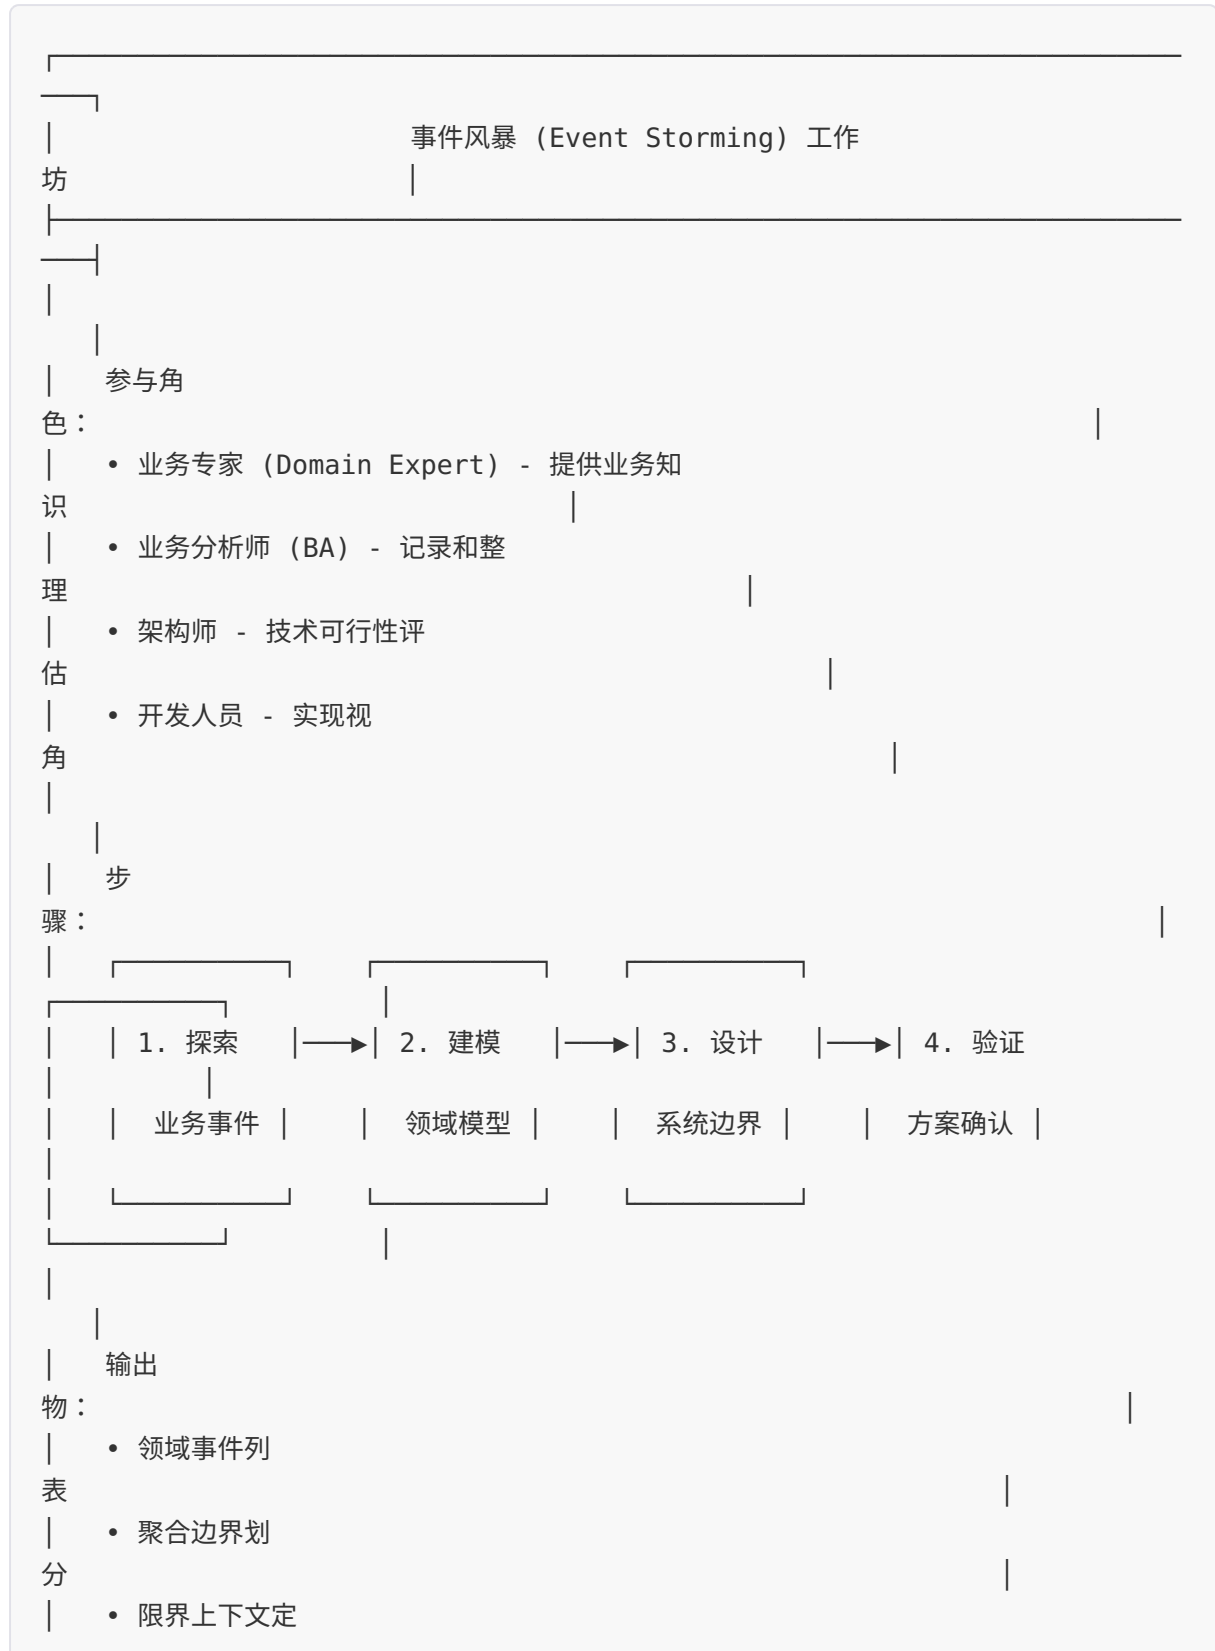 事件风暴 (Event Storming) 工作
坊
参与角
色：
• 业务专家 (Domain Expert) - 提供业务知
识
• 业务分析师 (BA) - 记录和整
理
• 架构师 - 技术可行性评
估
• 开发人员 - 实现视
角
步
骤：
1. 探索 2. 建模 3. 设计 4. 验证
业务事件 领域模型 系统边界 方案确认
输出
物：
• 领域事件列
表
• 聚合边界划
分
• 限界上下文定